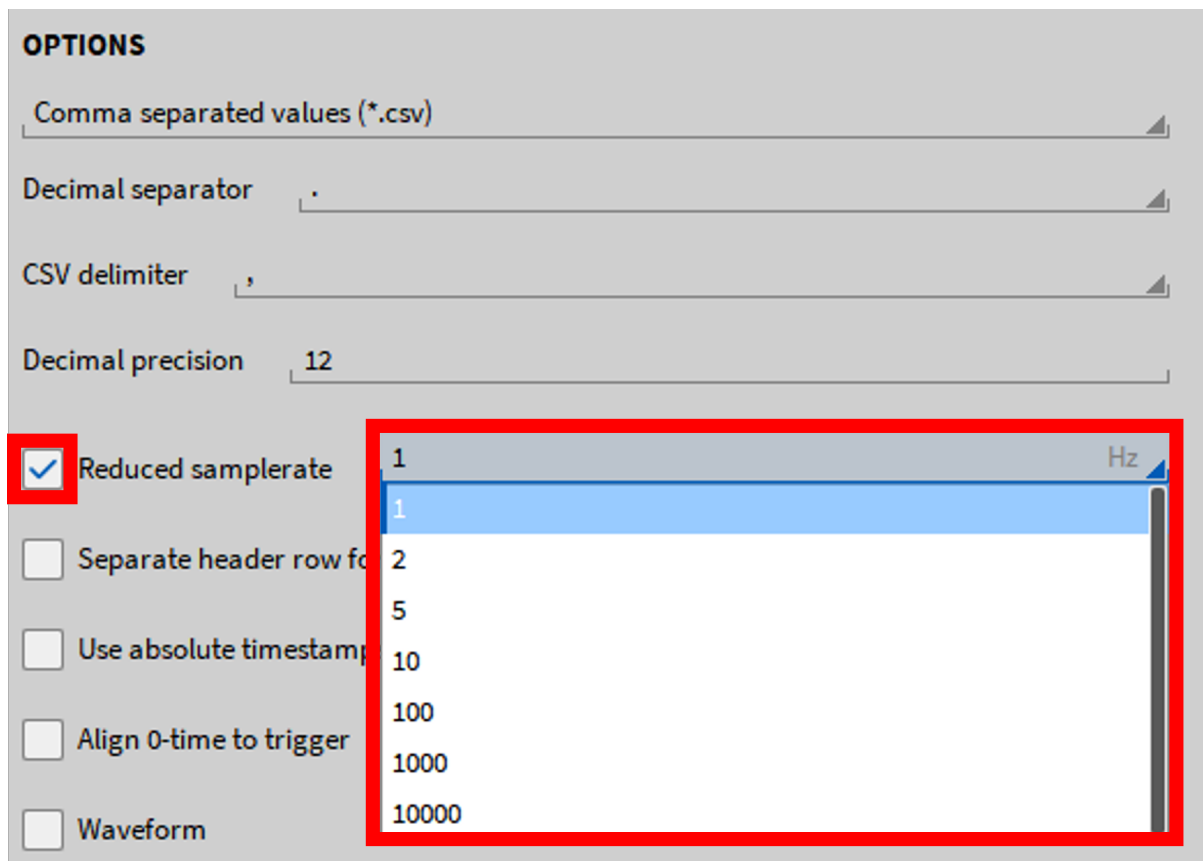 OPTIONS
Comma separated values (*.csv)
Decimal separator .
CSV delimiter ,
Decimal precision 12
Reduced samplerate 1 Hz
1
Separate header row fo 2
5
Use absolute timestamp
10
100
Align 0-time to trigger
1000
10000
Waveform